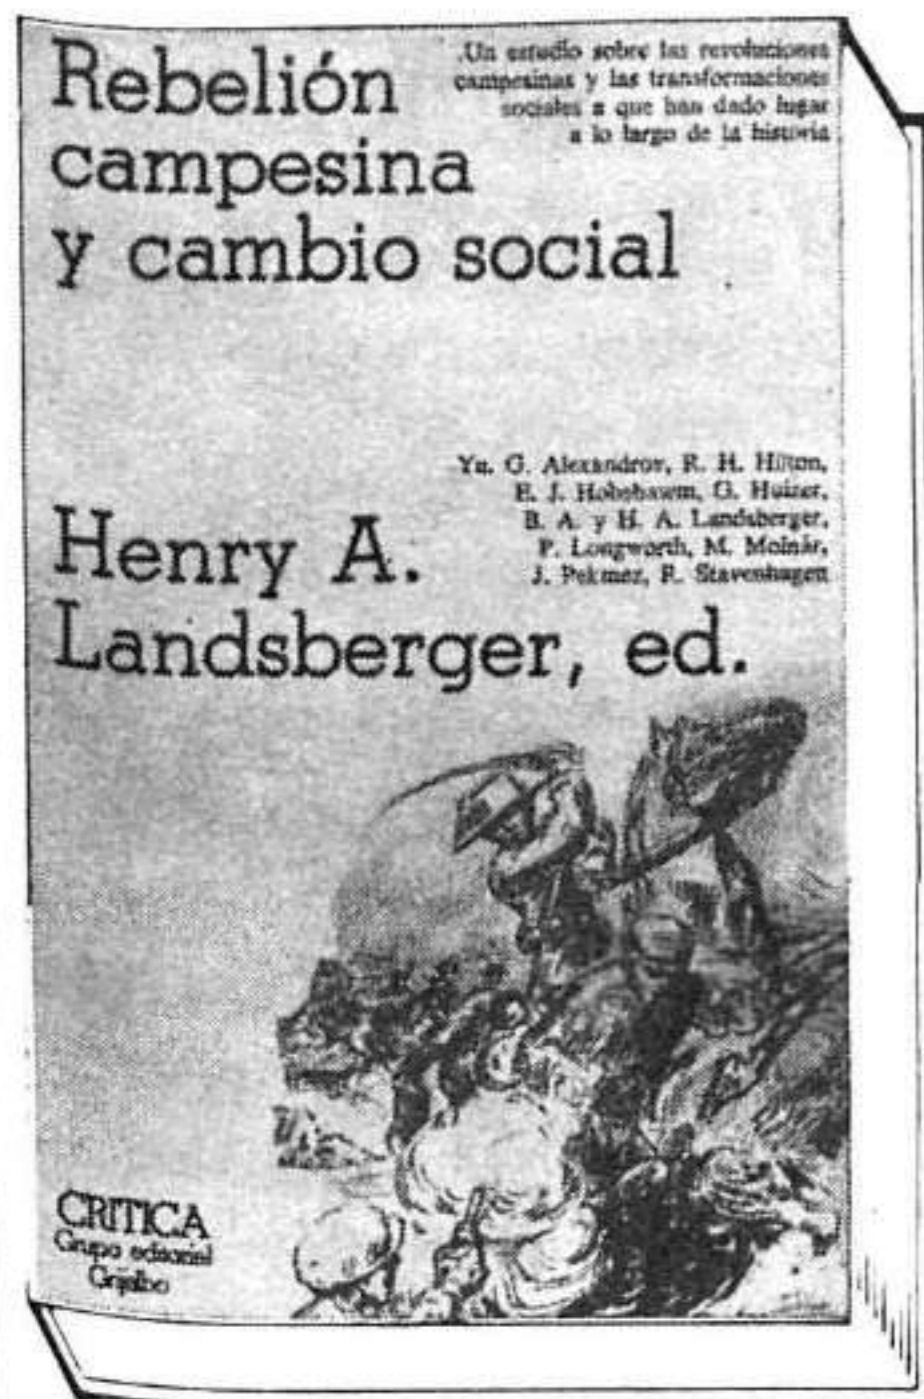 Rebelión
campesina
y cambio social
Un estudio sobre las revoluciones
campesinas y las transformaciones
sociales a que han dado lugar
a lo largo de la historia
Yu. G. Alexandrov, R. H. Hilton,
E. J. Hobsbawm, G. Huizer,
B. A. y H. A. Landsberger,
P. Longworth, M. Molnár,
J. Pekmez, R. Stavenhagen
Henry A.
Landsberger, ed.
CRITICA
Grupo editorial
Grijalbo